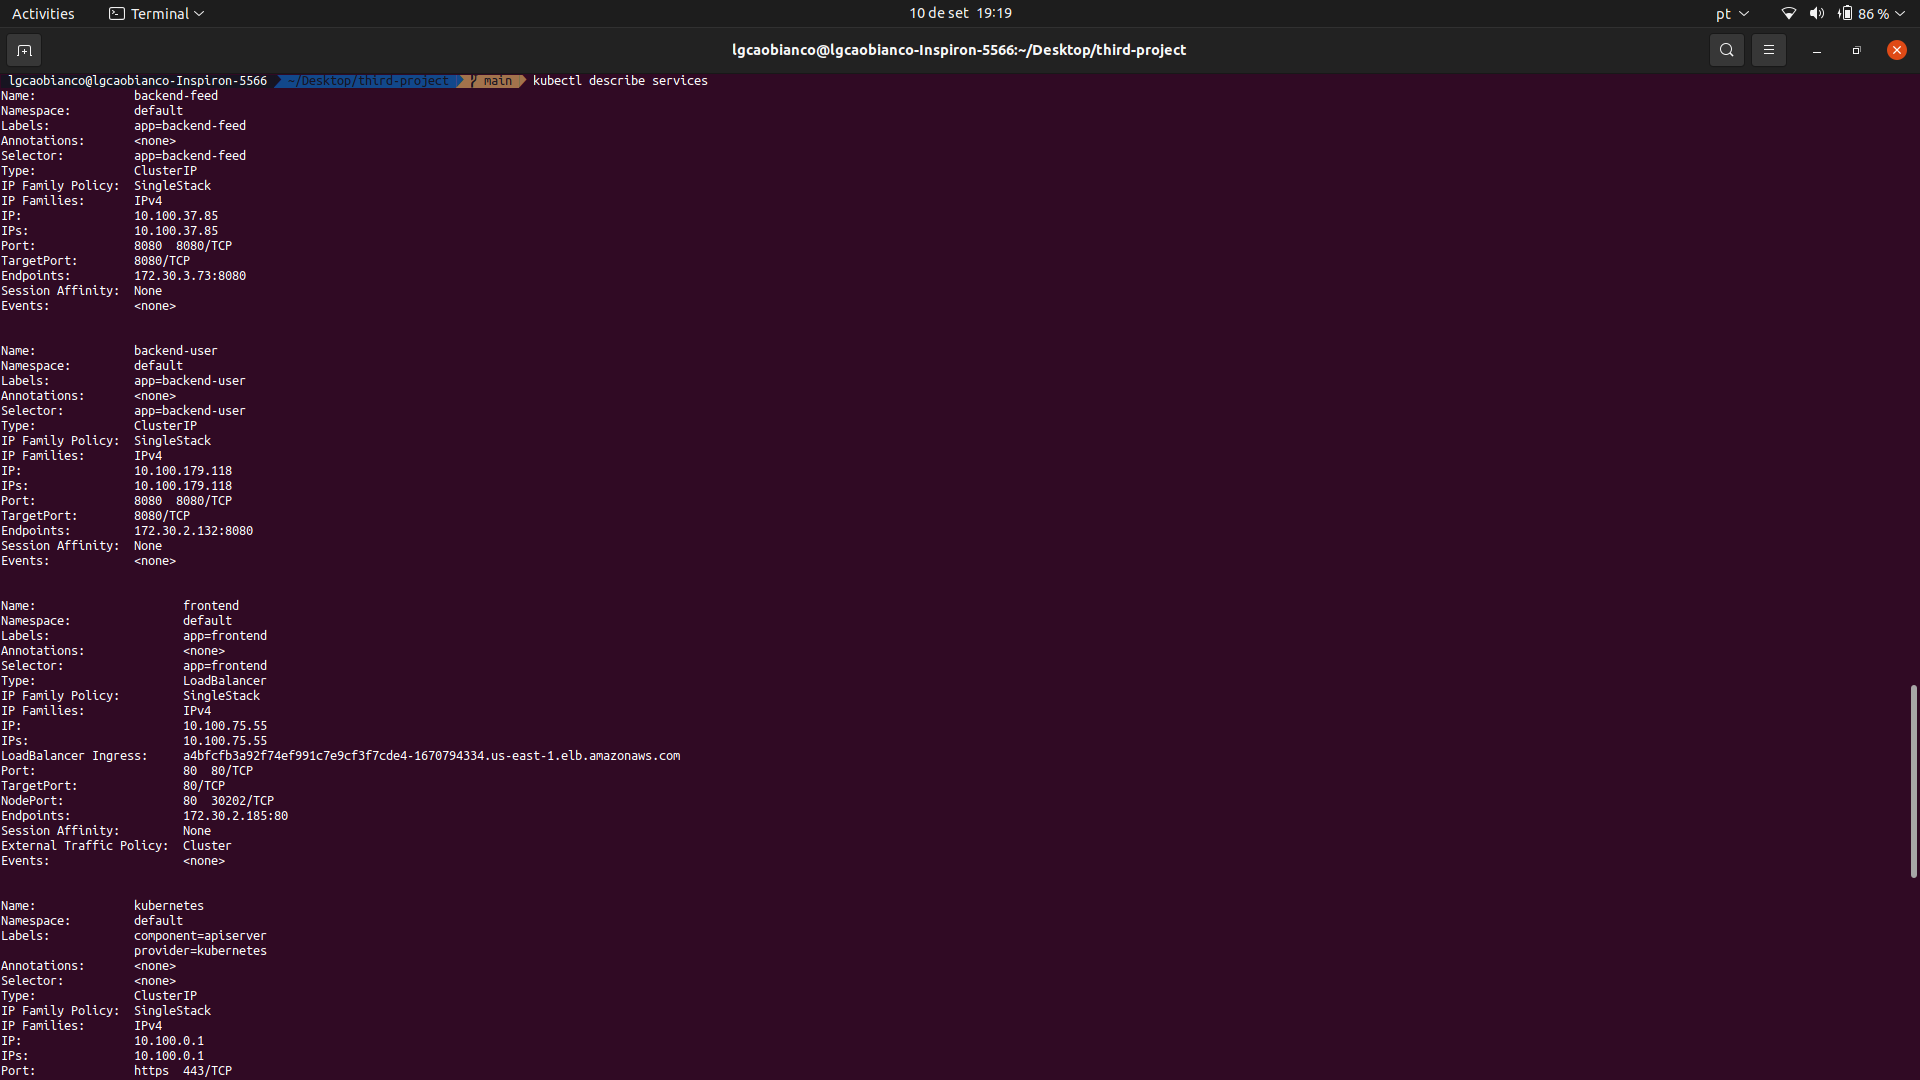 Activities Terminal 10 de set 19:19 pt 86 %
lgcaobianco@lgcaobianco-Inspiron-5566:~/Desktop/third-project
lgcaobianco@lgcaobianco-Inspiron-5566 ~/Desktop/third-project main kubectl describe services
Name: backend-feed
Namespace: default
Labels: app=backend-feed
Annotations: <none>
Selector: app=backend-feed
Type: ClusterIP
IP Family Policy: SingleStack
IP Families: IPv4
IP: 10.100.37.85
IPs: 10.100.37.85
Port: 8080 8080/TCP
TargetPort: 8080/TCP
Endpoints: 172.30.3.73:8080
Session Affinity: None
Events: <none>
Name: backend-user
Namespace: default
Labels: app=backend-user
Annotations: <none>
Selector: app=backend-user
Type: ClusterIP
IP Family Policy: SingleStack
IP Families: IPv4
IP: 10.100.179.118
IPs: 10.100.179.118
Port: 8080 8080/TCP
TargetPort: 8080/TCP
Endpoints: 172.30.2.132:8080
Session Affinity: None
Events: <none>
Name: frontend
Namespace: default
Labels: app=frontend
Annotations: <none>
Selector: app=frontend
Type: LoadBalancer
IP Family Policy: SingleStack
IP Families: IPv4
IP: 10.100.75.55
IPs: 10.100.75.55
LoadBalancer Ingress: a4bfcfb3a92f74ef991c7e9cf3f7cde4-1670794334.us-east-1.elb.amazonaws.com
Port: 80 80/TCP
TargetPort: 80/TCP
NodePort: 80 30202/TCP
Endpoints: 172.30.2.185:80
Session Affinity: None
External Traffic Policy: Cluster
Events: <none>
Name: kubernetes
Namespace: default
Labels: component=apiserver
provider=kubernetes
Annotations: <none>
Selector: <none>
Type: ClusterIP
IP Family Policy: SingleStack
IP Families: IPv4
IP: 10.100.0.1
IPs: 10.100.0.1
Port: https 443/TCP